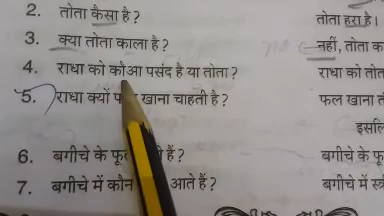 2. तोता कैसा है ?
तोता हरा है।
3. क्या तोता काला है ?
नहीं, तोता क
4. राधा को कौआ पसंद है या तोता ?
राधा को तोत
5. राधा क्यों खाना चाहती है ?
फल खाना
इसलि
6. बगीचे के हैं ?
बगीचे के फू
7. बगीचे में कौन आते हैं ?
बगीचे में